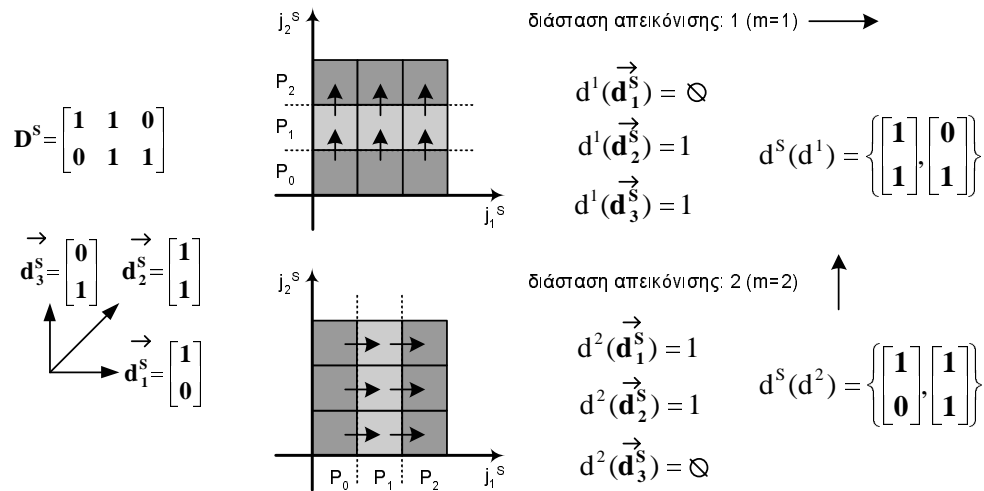 D^S = [1 1 0; 0 1 1]
→d_3^S = [0; 1]
→d_2^S = [1; 1]
→d_1^S = [1; 0]
j_2^S
P_2
P_1
P_0
j_1^S
διάσταση απεικόνισης: 1 (m=1)
d^1(→d_1^S) = ∅
d^1(→d_2^S) = 1
d^1(→d_3^S) = 1
d^S(d^1) = {[1; 1], [0; 1]}
j_2^S
P_0 P_1 P_2
j_1^S
διάσταση απεικόνισης: 2 (m=2)
d^2(→d_1^S) = 1
d^2(→d_2^S) = 1
d^2(→d_3^S) = ∅
d^S(d^2) = {[1; 0], [1; 1]}